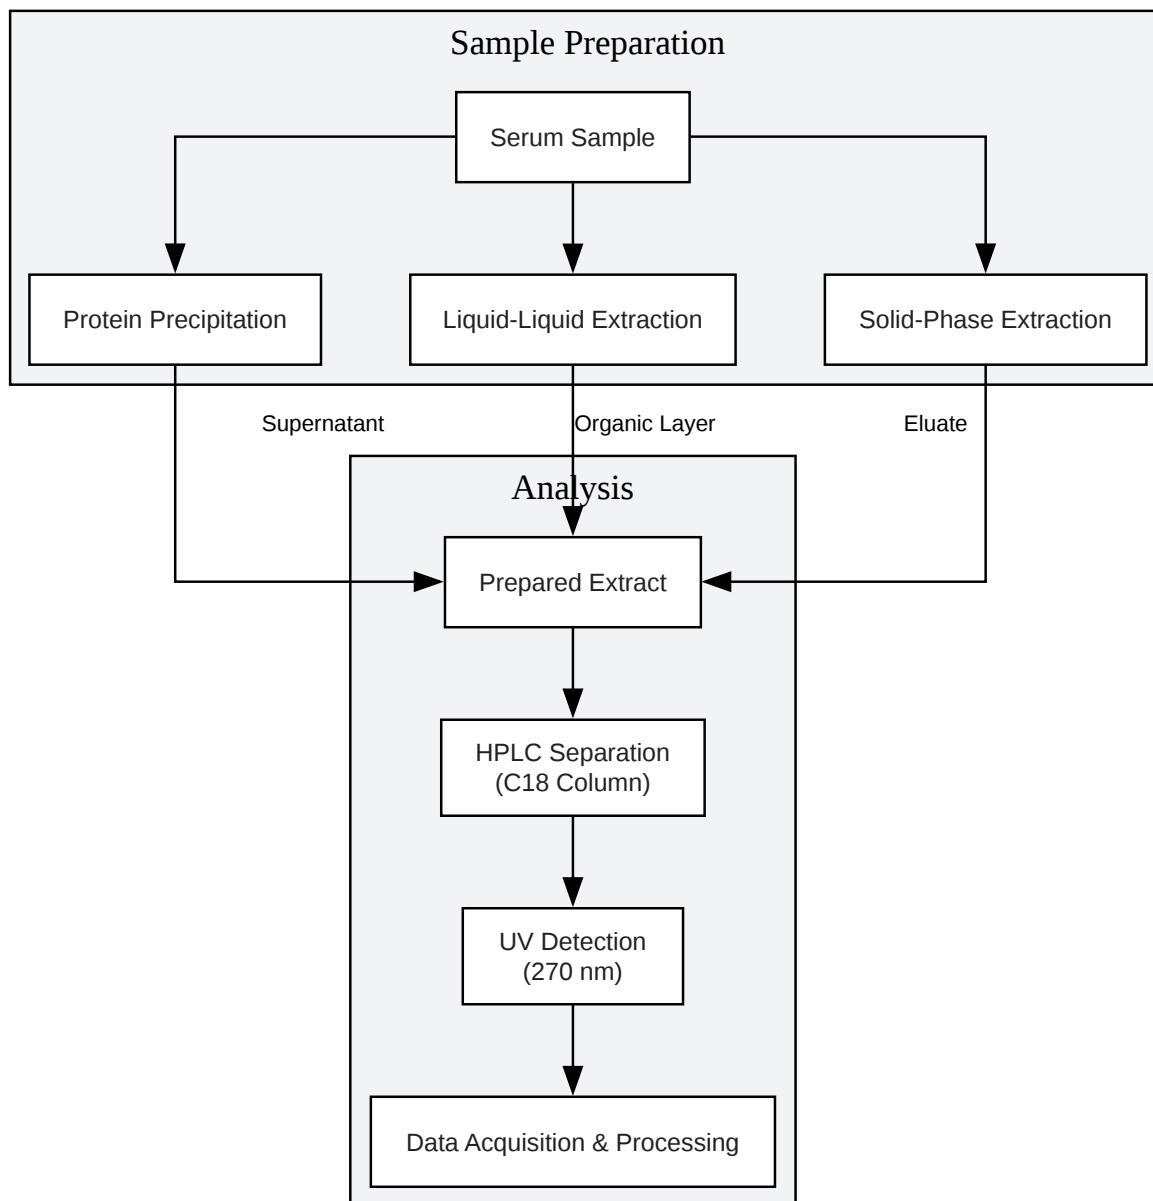 Sample Preparation
Serum Sample
Protein Precipitation
Liquid-Liquid Extraction
Solid-Phase Extraction
Supernatant
Organic Layer
Eluate
Analysis
Prepared Extract
HPLC Separation
(C18 Column)
UV Detection
(270 nm)
Data Acquisition & Processing